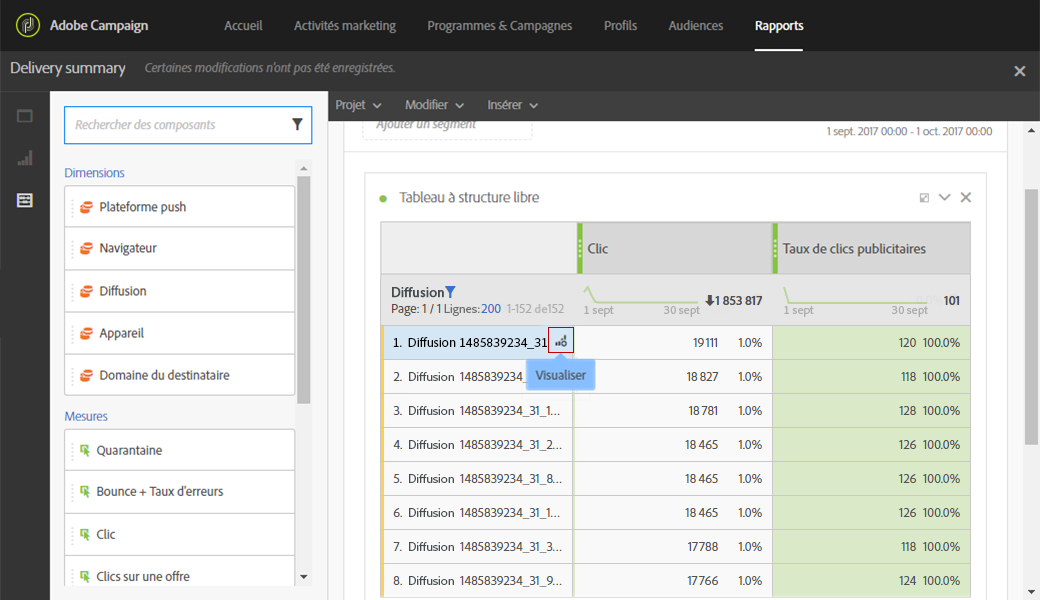 Adobe Campaign
Accueil
Activités marketing
Programmes & Campagnes
Profils
Audiences
Rapports
Delivery summary
Certaines modifications n'ont pas été enregistrées.
Projet
Modifier
Insérer
Rechercher des composants
Dimensions
Plateforme push
Navigateur
Diffusion
Appareil
Domaine du destinataire
Mesures
Quarantaine
Bounce + Taux d'erreurs
Clic
Clics sur une offre
Ajouter un segment
1 sept. 2017 00:00 - 1 oct. 2017 00:00
Tableau à structure libre
Clic
Taux de clics publicitaires
Diffusion
Page: 1 / 1 Lignes: 200 1-152 de152
1 sept
30 sept
1 853 817
1 sept
30 sept
101
1. Diffusion 1485839234_31 19 111 1.0% 120 100.0%
Visualiser
2. Diffusion 1485839234_ 18 827 1.0% 118 100.0%
3. Diffusion 1485839234_31_1... 18 781 1.0% 128 100.0%
4. Diffusion 1485839234_31_2... 18 465 1.0% 126 100.0%
5. Diffusion 1485839234_31_8... 18 465 1.0% 126 100.0%
6. Diffusion 1485839234_31_1... 18 465 1.0% 126 100.0%
7. Diffusion 1485839234_31_3... 17 788 1.0% 118 100.0%
8. Diffusion 1485839234_31_9... 17 766 1.0% 124 100.0%